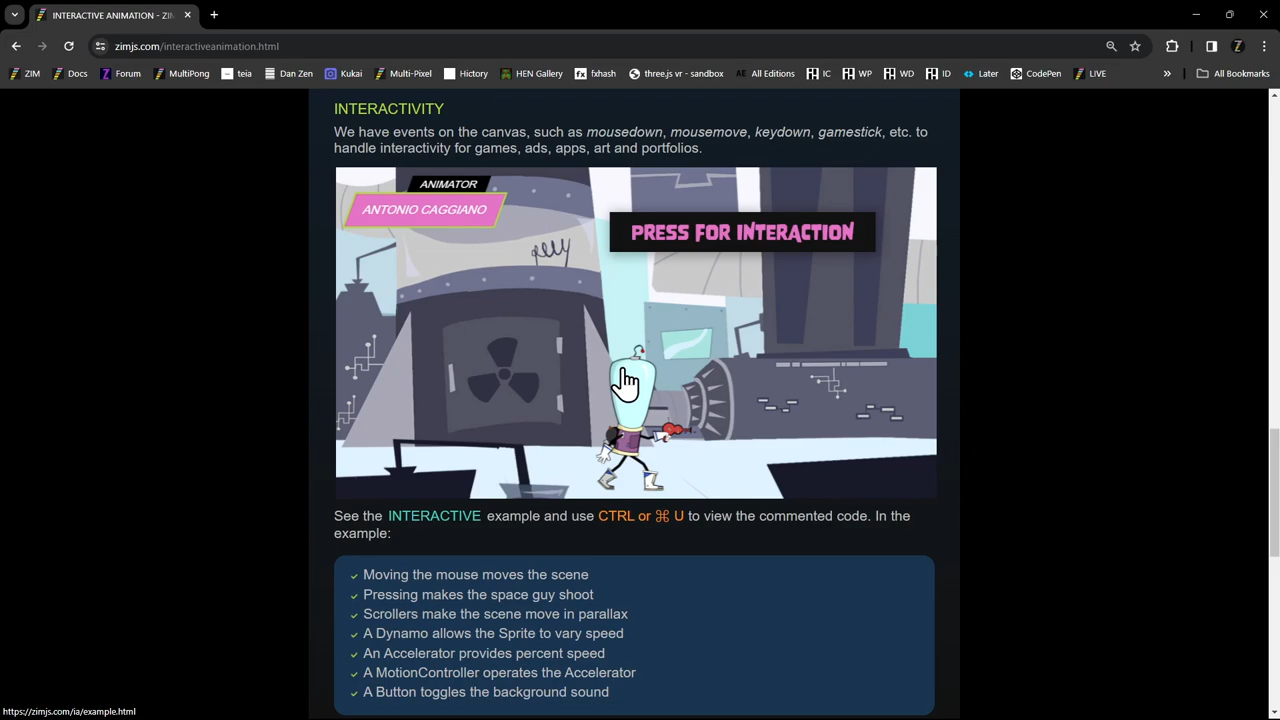 INTERACTIVE ANIMATION - ZI
zimjs.com/interactiveanimation.html
ZIM Docs Forum MultiPong teia Dan Zen Kukai Multi-Pixel Hictory HEN Gallery fxhash three.js vr - sandbox All Editions IC WP WD ID Later CodePen LIVE » All Bookmarks
INTERACTIVITY
We have events on the canvas, such as mousedown, mousemove, keydown, gamestick, etc. to
handle interactivity for games, ads, apps, art and portfolios.
ANIMATOR
ANTONIO CAGGIANO
PRESS FOR INTERACTION
See the INTERACTIVE example and use CTRL or ⌘ U to view the commented code. In the
example:
Moving the mouse moves the scene
Pressing makes the space guy shoot
Scrollers make the scene move in parallax
A Dynamo allows the Sprite to vary speed
An Accelerator provides percent speed
A MotionController operates the Accelerator
A Button toggles the background sound
https://zimjs.com/ia/example.html